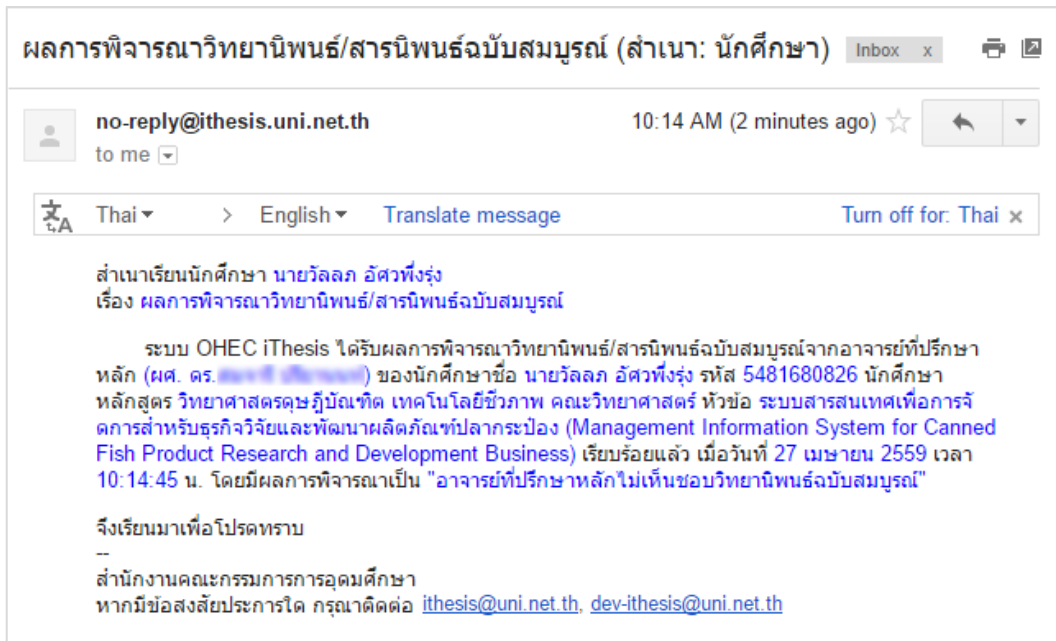 ผลการพิจารณาวิทยานิพนธ์/สารนิพนธ์ฉบับสมบูรณ์ (สำเนา: นักศึกษา) Inbox x
no-reply@ithesis.uni.net.th 10:14 AM (2 minutes ago)
to me
Thai > English Translate message Turn off for: Thai x
สำเนาเรียนนักศึกษา นายวัลลภ อัศวพึ่งรุ่ง
เรื่อง ผลการพิจารณาวิทยานิพนธ์/สารนิพนธ์ฉบับสมบูรณ์
ระบบ OHEC iThesis ได้รับผลการพิจารณาวิทยานิพนธ์/สารนิพนธ์ฉบับสมบูรณ์จากอาจารย์ที่ปรึกษา
หลัก (ผศ. ดร. ) ของนักศึกษาชื่อ นายวัลลภ อัศวพึ่งรุ่ง รหัส 5481680826 นักศึกษา
หลักสูตร วิทยาศาสตรดุษฎีบัณฑิต เทคโนโลยีชีวภาพ คณะวิทยาศาสตร์ หัวข้อ ระบบสารสนเทศเพื่อการจั
ดการสำหรับธุรกิจวิจัยและพัฒนาผลิตภัณฑ์ปลากระป๋อง (Management Information System for Canned
Fish Product Research and Development Business) เรียบร้อยแล้ว เมื่อวันที่ 27 เมษายน 2559 เวลา
10:14:45 น. โดยมีผลการพิจารณาเป็น "อาจารย์ที่ปรึกษาหลักไม่เห็นชอบวิทยานิพนธ์ฉบับสมบูรณ์"
จึงเรียนมาเพื่อโปรดทราบ
--
สำนักงานคณะกรรมการการอุดมศึกษา
หากมีข้อสงสัยประการใด กรุณาติดต่อ ithesis@uni.net.th, dev-ithesis@uni.net.th